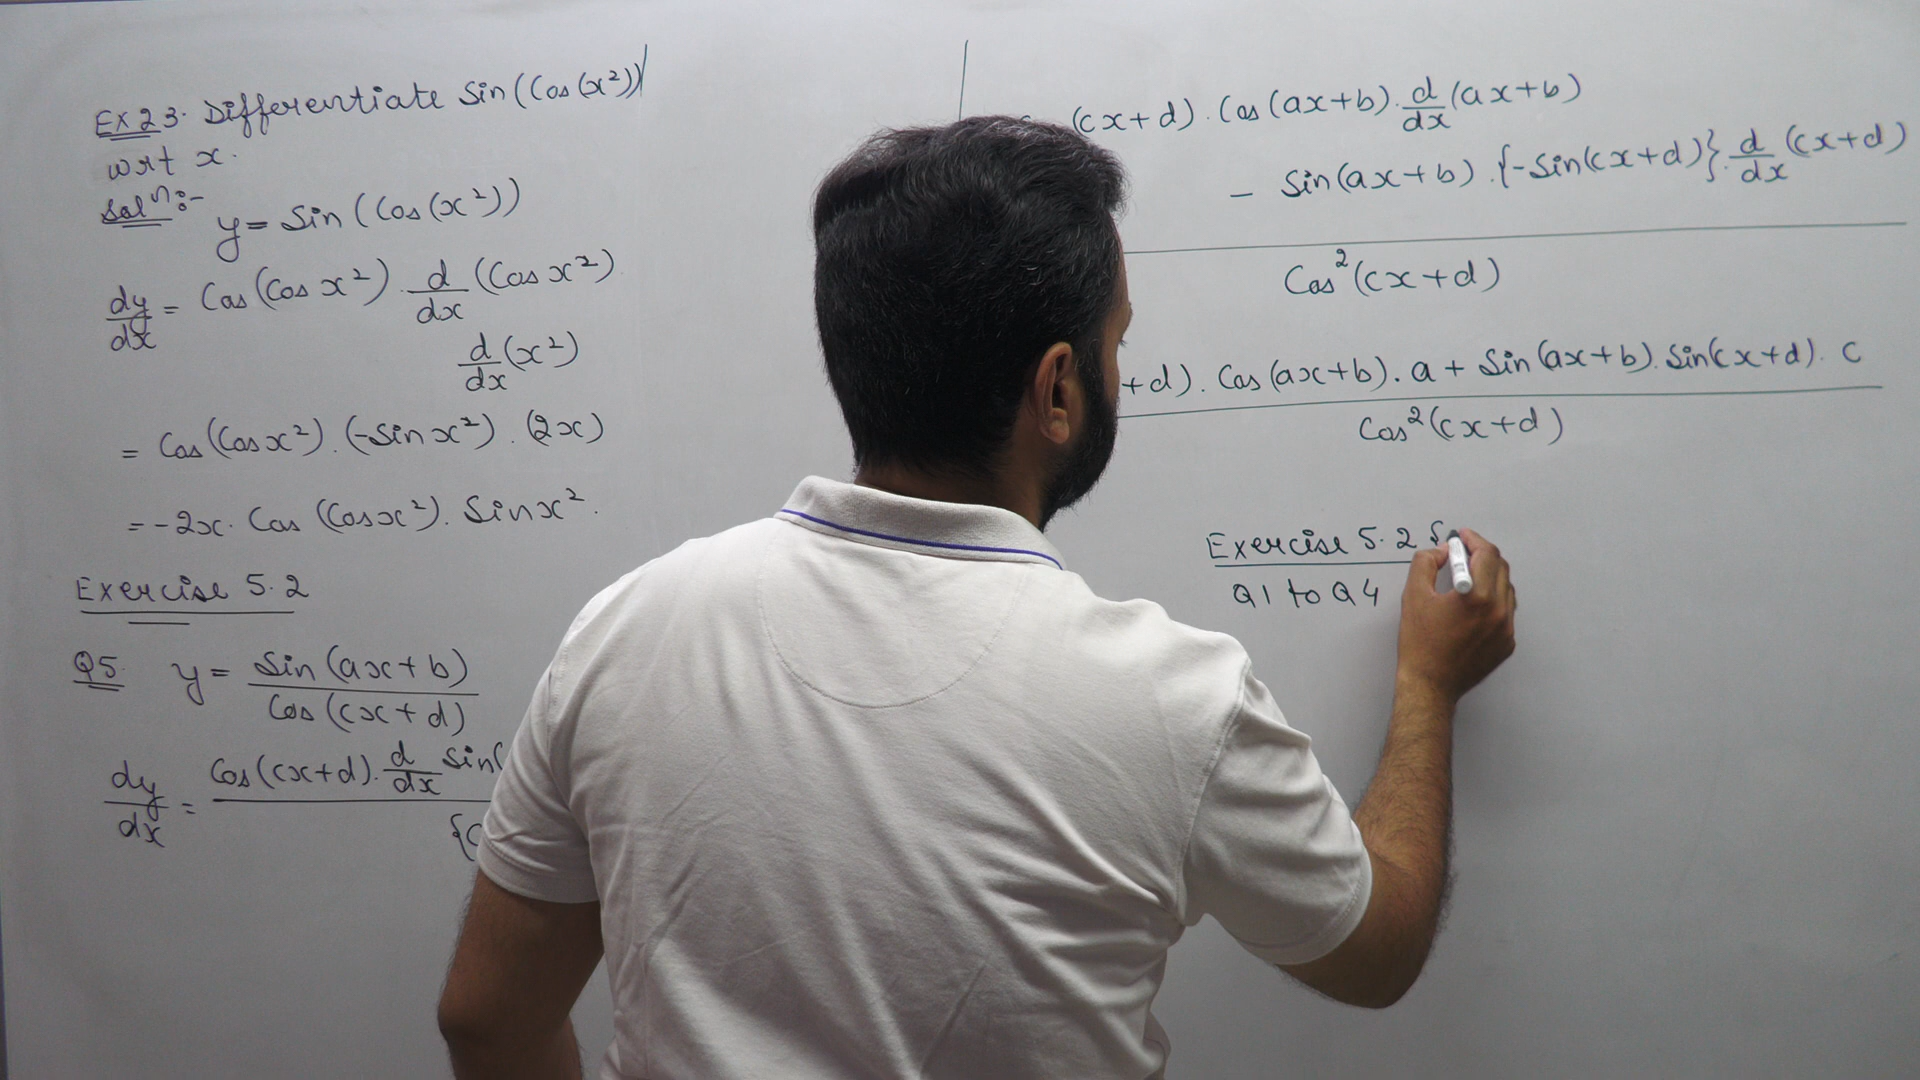 Ex 23. Differentiate Sin(Cos(x²))
wrt x.
Solⁿ:-
y = Sin(Cos(x²))
dy/dx = Cos(Cos x²). d/dx (Cos x²)
d/dx (x²)
= Cos(Cos x²). (-Sin x²). (2x)
= -2x. Cos(Cos x²). Sin x².
Exercise 5.2
Q5. y = Sin(ax+b) / Cos(cx+d)
dy/dx = Cos(cx+d). d/dx Sin(
{C
(cx+d). Cos(ax+b). d/dx (ax+b)
- Sin(ax+b). {-Sin(cx+d)}. d/dx (cx+d)
Cos²(cx+d)
+d). Cos(ax+b). a + Sin(ax+b). Sin(cx+d). c
Cos²(cx+d)
Exercise 5.2 {
Q1 to Q4